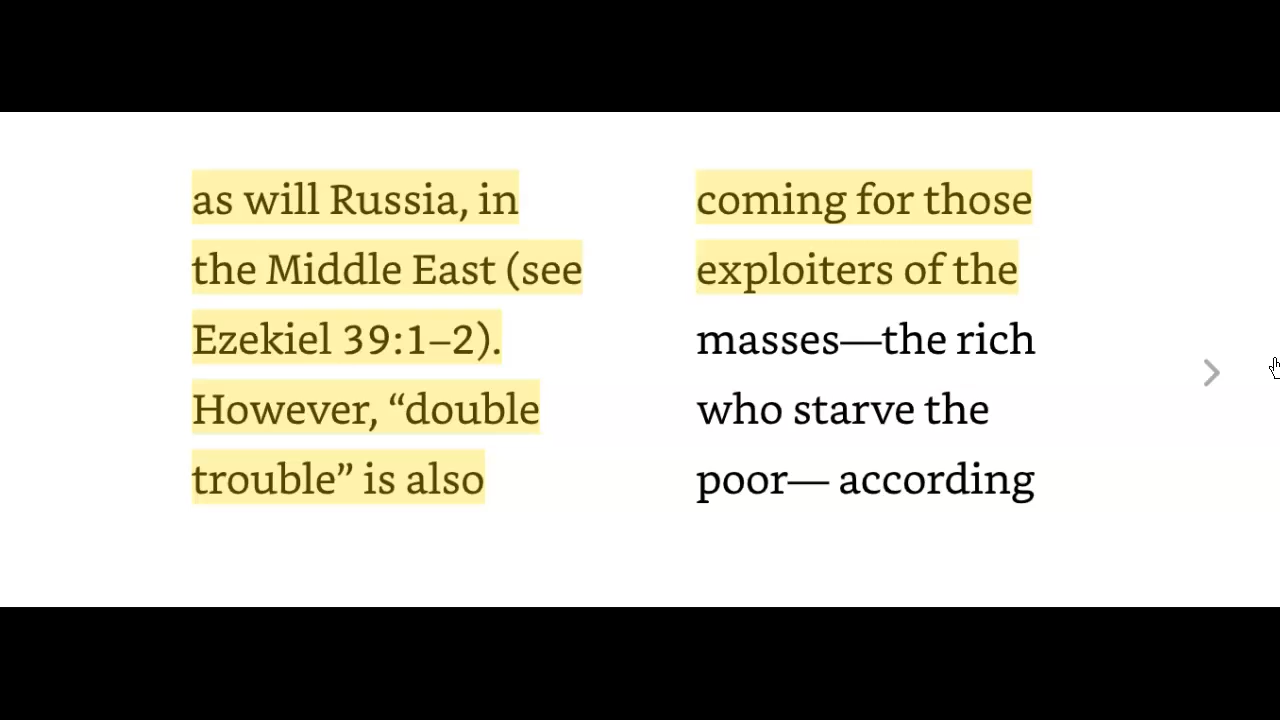 as will Russia, in
the Middle East (see
Ezekiel 39:1–2).
However, “double
trouble” is also
coming for those
exploiters of the
masses—the rich
who starve the
poor— according